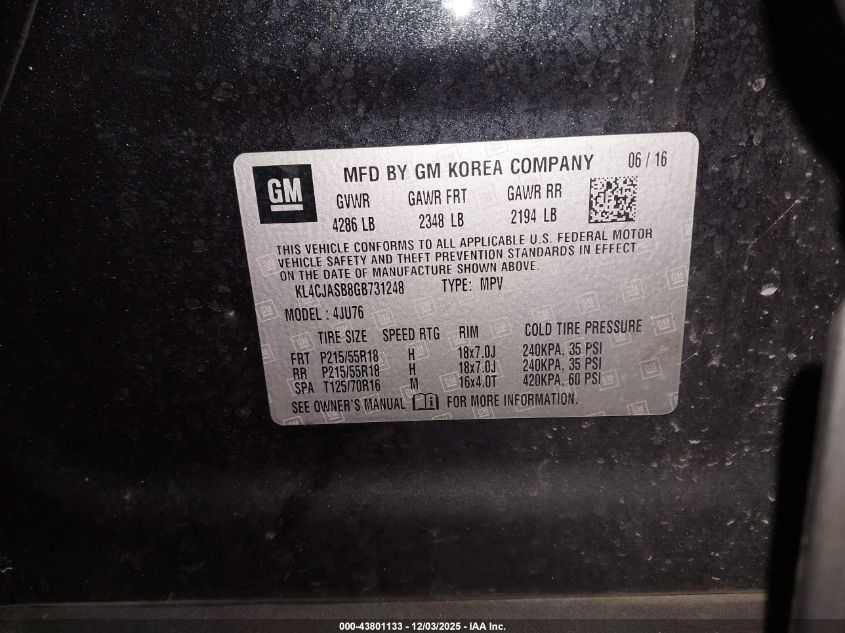 GM
MFD BY GM KOREA COMPANY 06 / 16
GVWR GAWR FRT GAWR RR
4286 LB 2348 LB 2194 LB
THIS VEHICLE CONFORMS TO ALL APPLICABLE U.S. FEDERAL MOTOR
VEHICLE SAFETY AND THEFT PREVENTION STANDARDS IN EFFECT
ON THE DATE OF MANUFACTURE SHOWN ABOVE.
KL4CJASB8GB731248 TYPE: MPV
MODEL : 4JU76
TIRE SIZE SPEED RTG RIM COLD TIRE PRESSURE
FRT P215/55R18 H 18x7.0J 240KPA, 35 PSI
RR P215/55R18 H 18x7.0J 240KPA, 35 PSI
SPA T125/70R16 M 16x4.0T 420KPA, 60 PSI
SEE OWNER'S MANUAL FOR MORE INFORMATION.
000-43801133 - 12/03/2025 - IAA Inc.